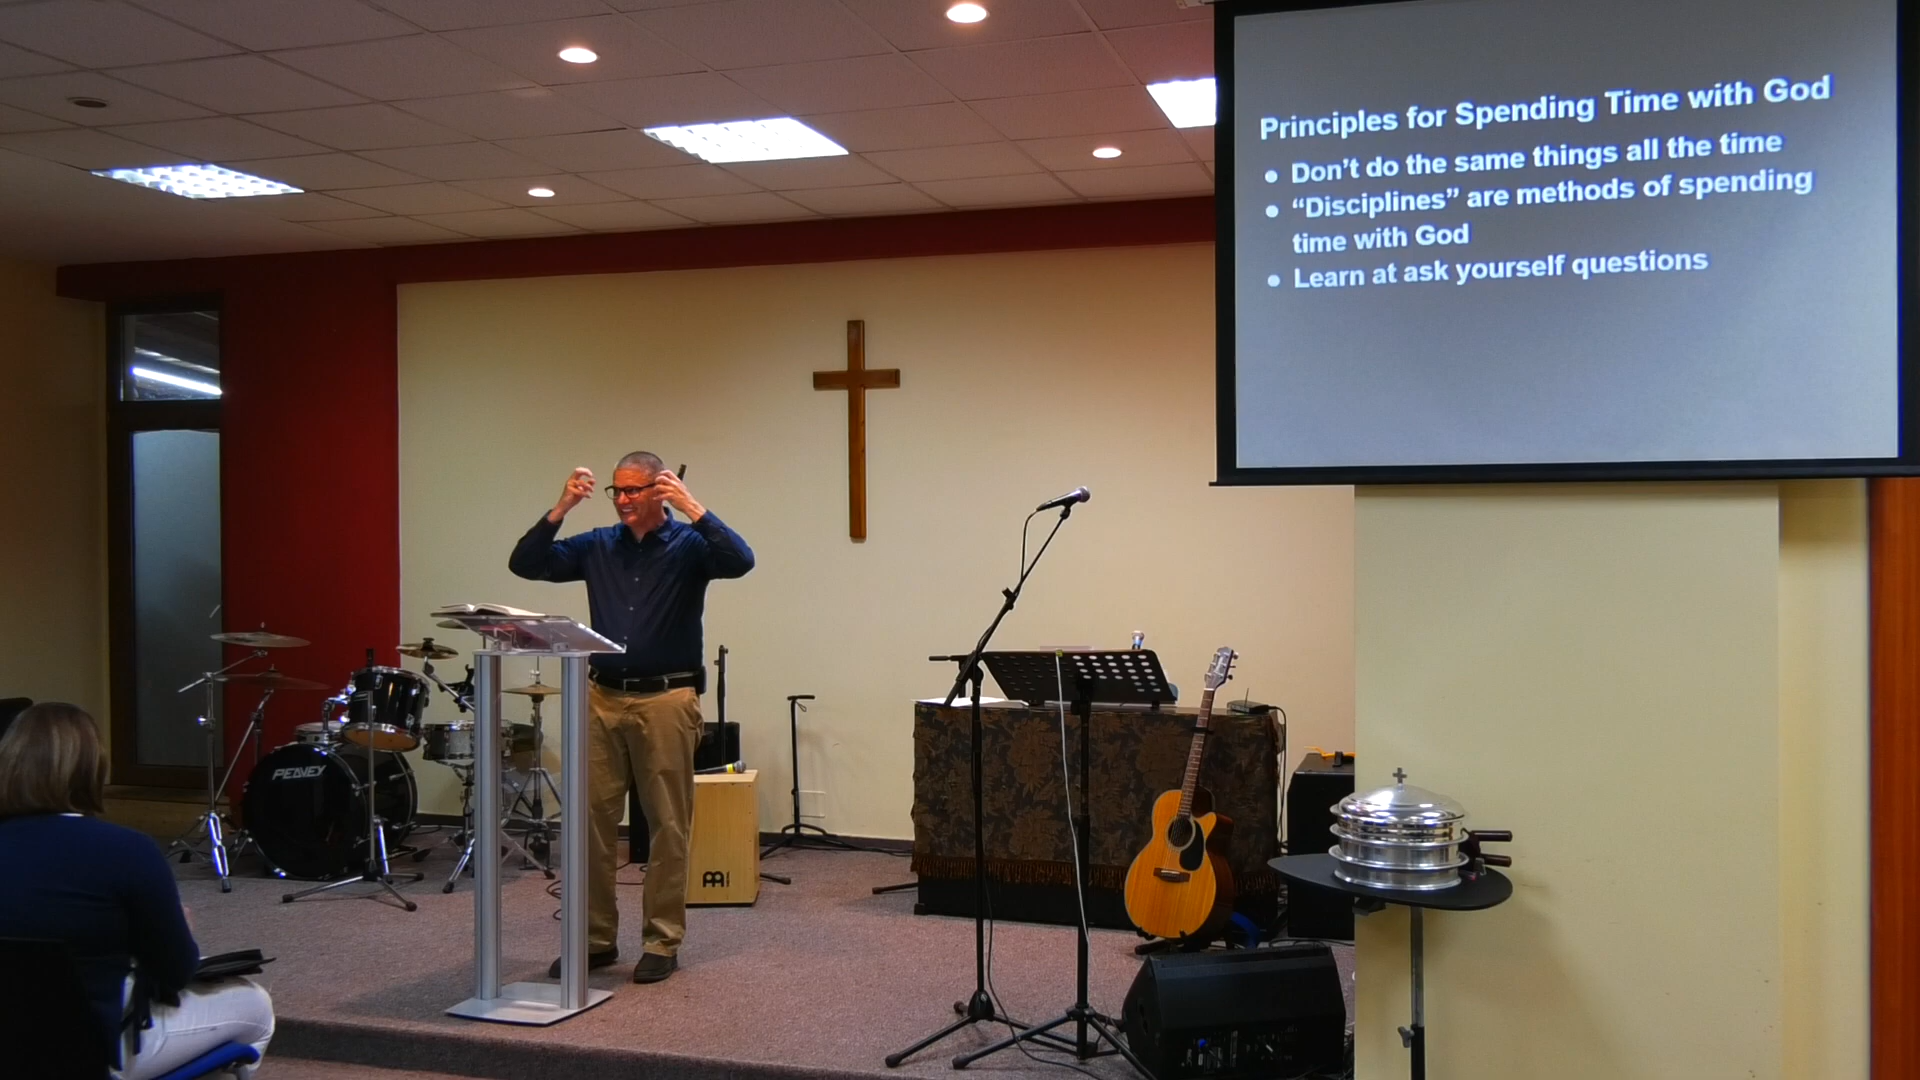 Principles for Spending Time with God
• Don't do the same things all the time
• “Disciplines” are methods of spending
time with God
• Learn at ask yourself questions
PEAVEY